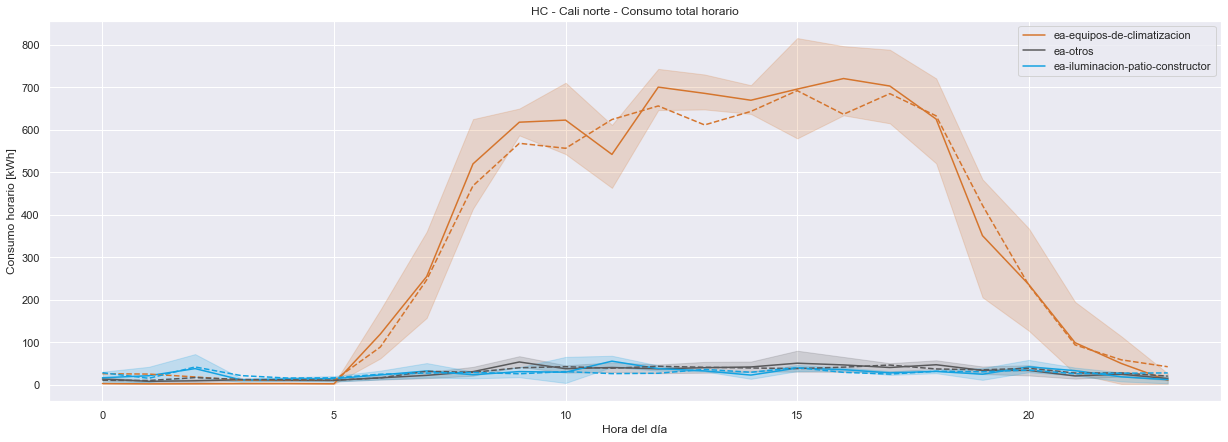 HC - Cali norte - Consumo total horario
ea-equipos-de-climatizacion
ea-otros
ea-iluminacion-patio-constructor
Consumo horario [kWh]
800
700
600
500
400
300
200
100
0
0 5 10 15 20
Hora del día